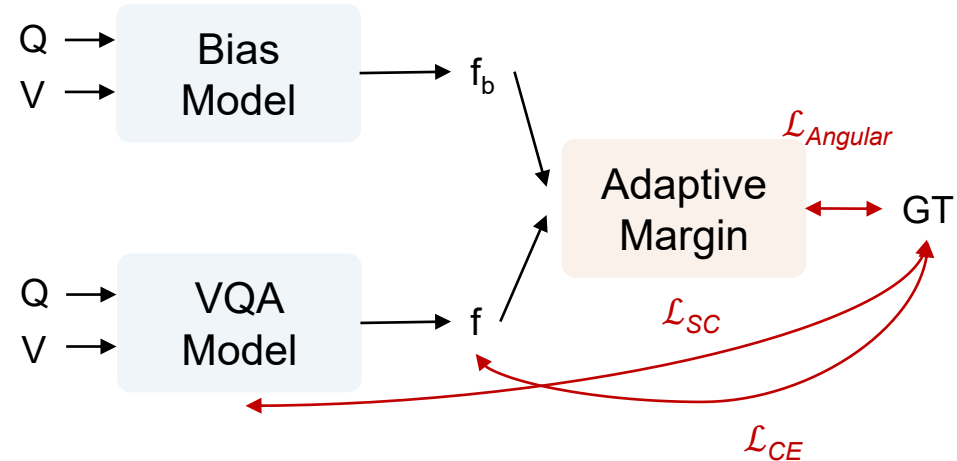 Q
V
Bias
Model
f_b
ℒ_Angular
Adaptive
Margin
GT
Q
V
VQA
Model
f
ℒ_SC
ℒ_CE